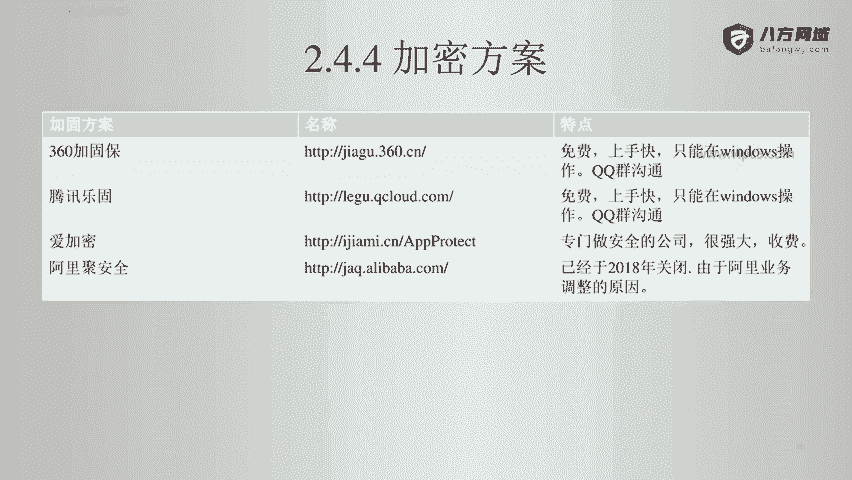 八方网域
bafangwy.com
2.4.4 加密方案
加固方案 名称 特点
360加固保 http://jiagu.360.cn/ 免费，上手快，只能在windows操
作。QQ群沟通
腾讯乐固 http://legu.qcloud.com/ 免费，上手快，只能在windows操
作。QQ群沟通
爱加密 http://ijiami.cn/AppProtect 专门做安全的公司，很强大，收费。
阿里聚安全 http://jaq.alibaba.com/ 已经于2018年关闭. 由于阿里业务
调整的原因。